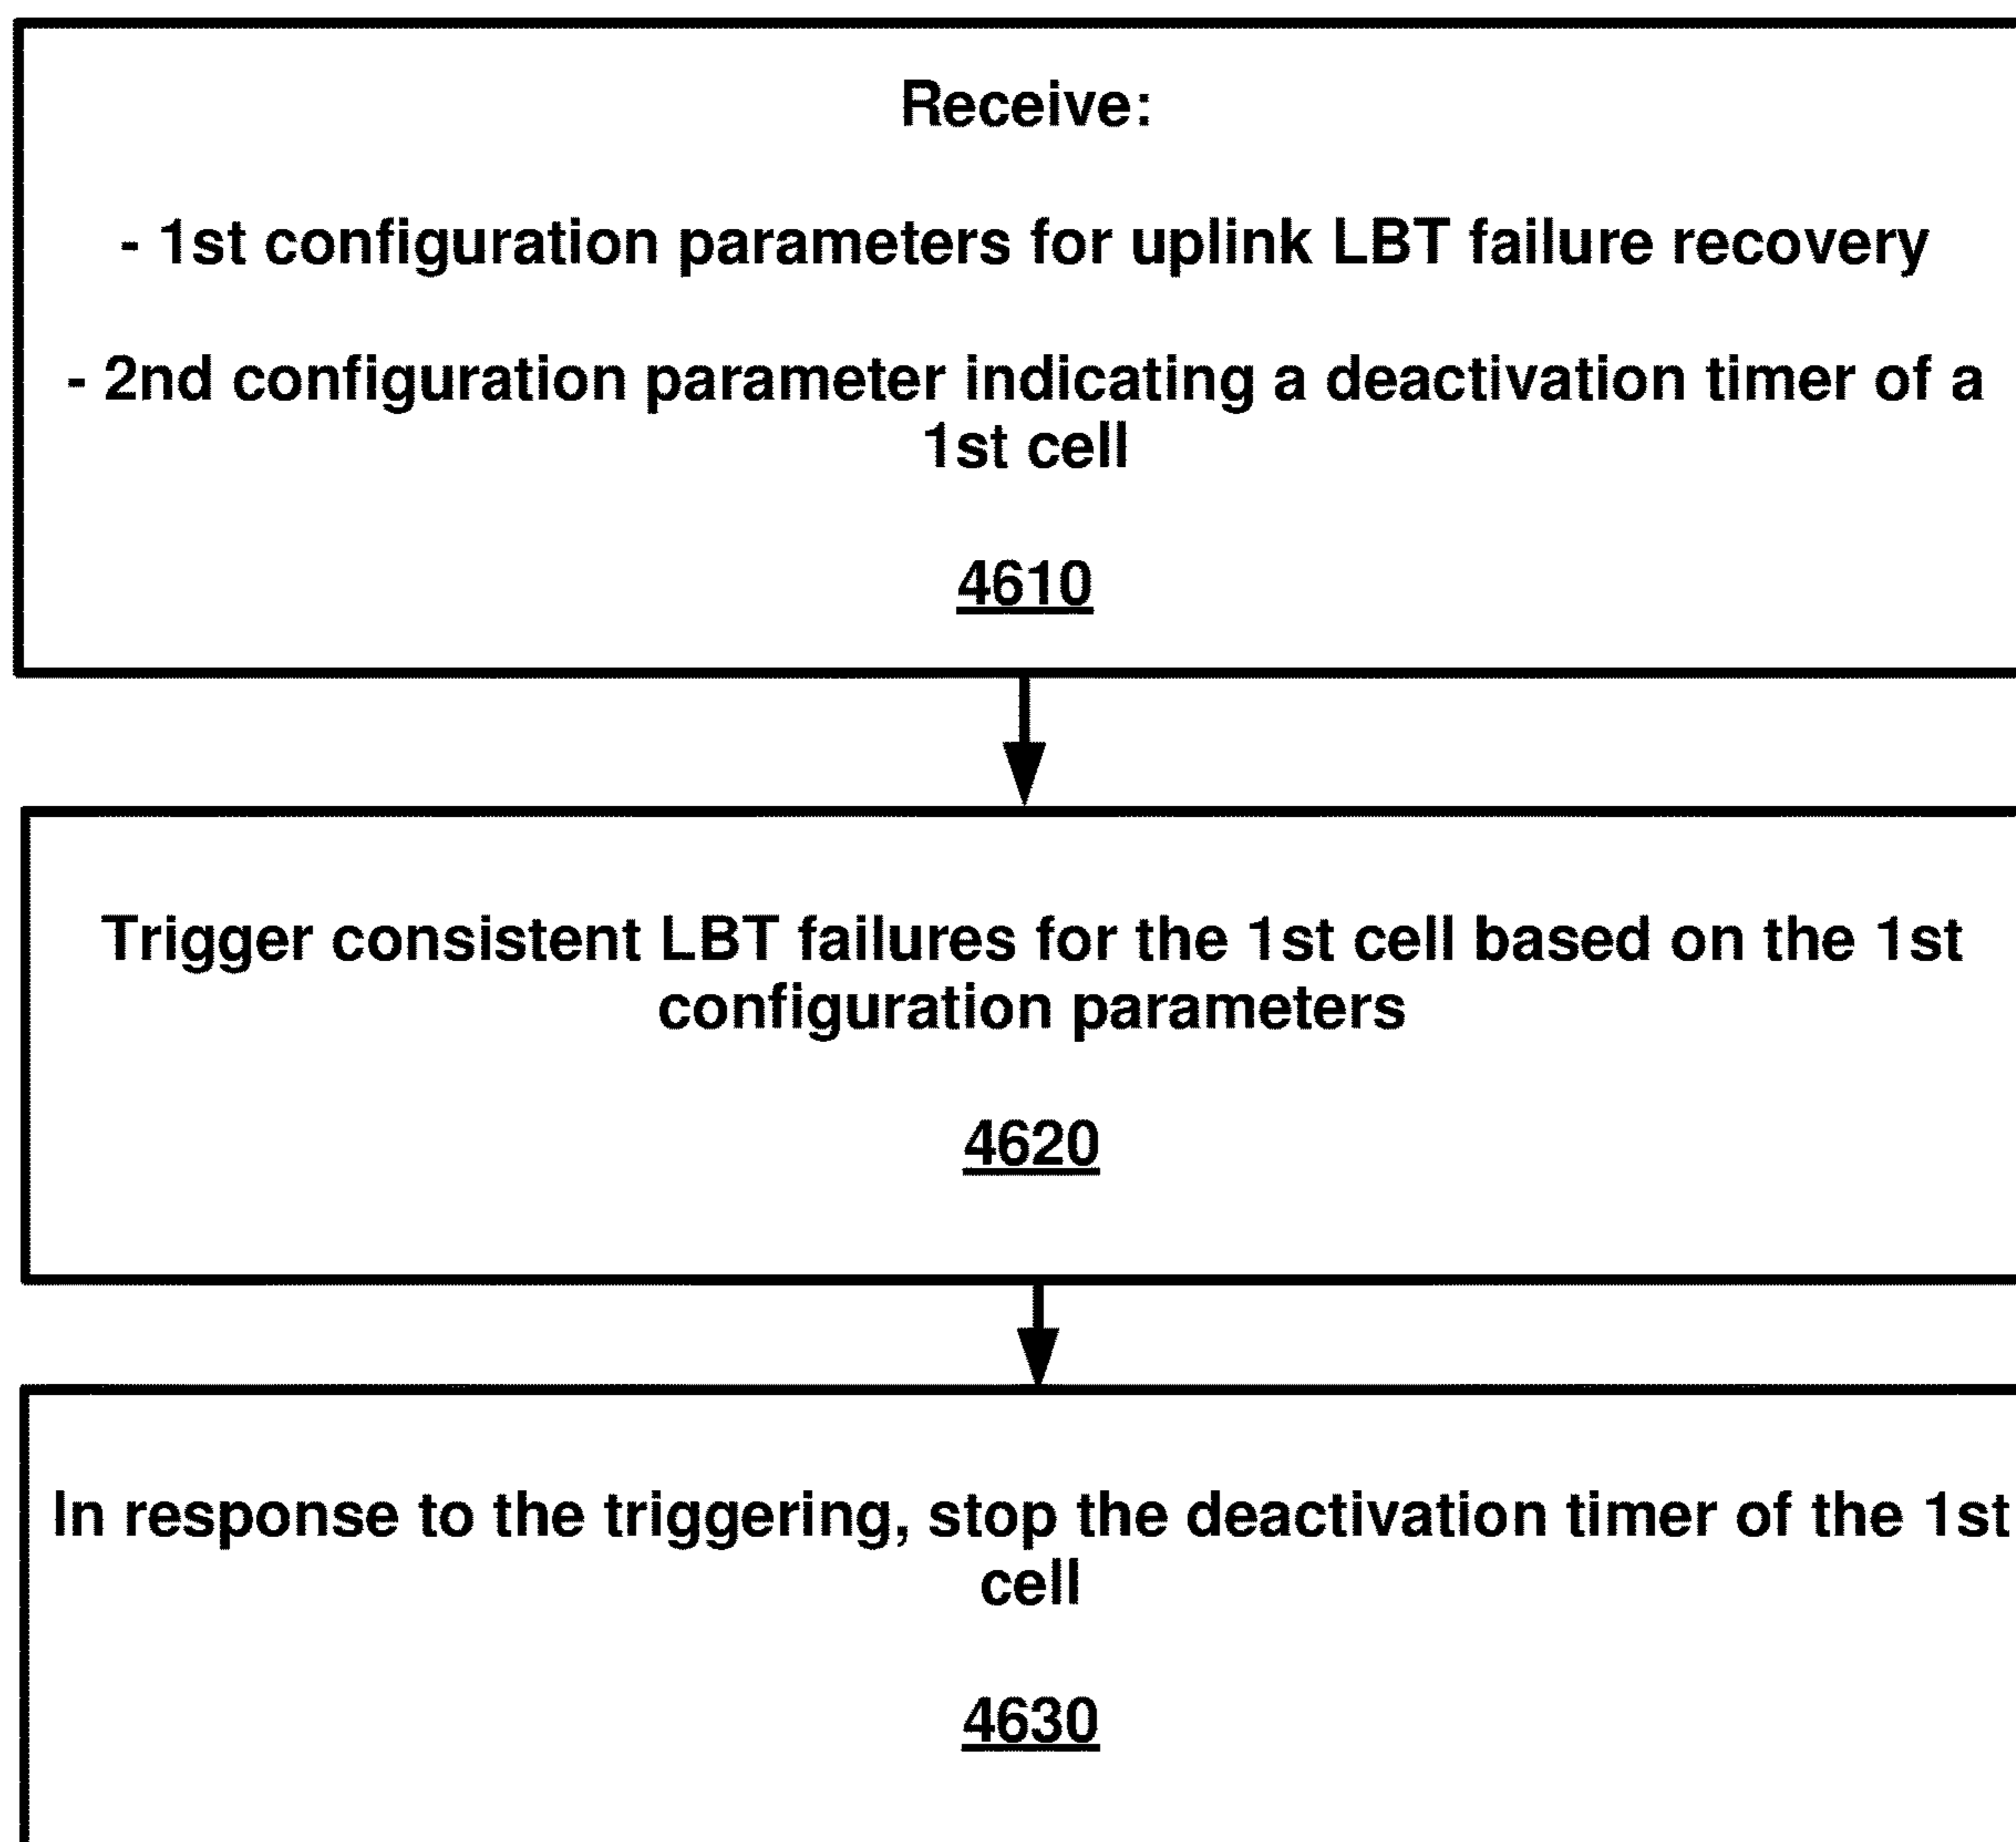 Receive:
- 1st configuration parameters for uplink LBT failure recovery
- 2nd configuration parameter indicating a deactivation timer of a
1st cell
4610
Trigger consistent LBT failures for the 1st cell based on the 1st
configuration parameters
4620
In response to the triggering, stop the deactivation timer of the 1st
cell
4630